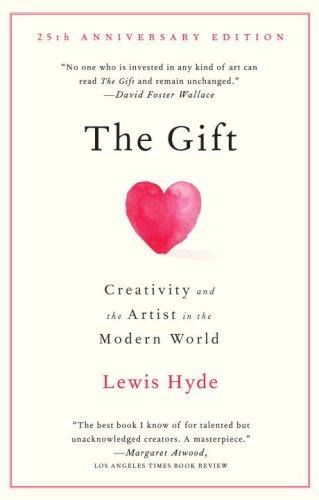 25th ANNIVERSARY EDITION
“No one who is invested in any kind of art can
read The Gift and remain unchanged.”
—David Foster Wallace
The Gift
Creativity and
the Artist in the
Modern World
Lewis Hyde
“The best book I know of for talented but
unacknowledged creators. A masterpiece.”
—Margaret Atwood,
LOS ANGELES TIMES BOOK REVIEW